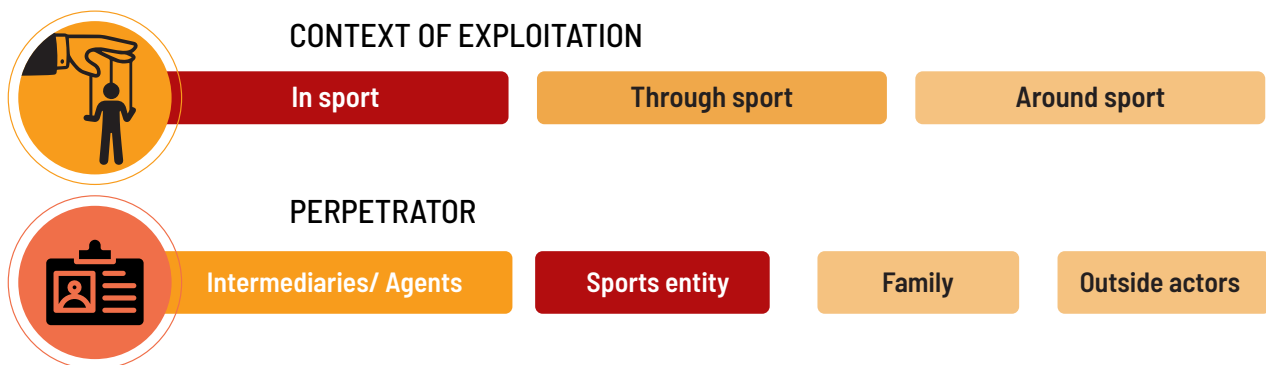 CONTEXT OF EXPLOITATION
In sport Through sport Around sport
PERPETRATOR
Intermediaries/ Agents Sports entity Family Outside actors